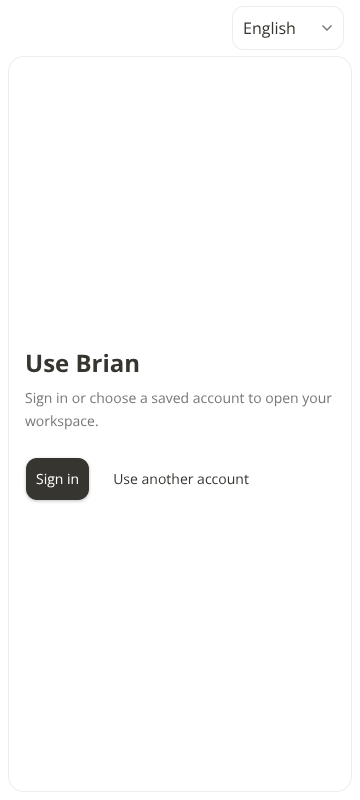 English
Use Brian
Sign in or choose a saved account to open your
workspace.
Sign in
Use another account